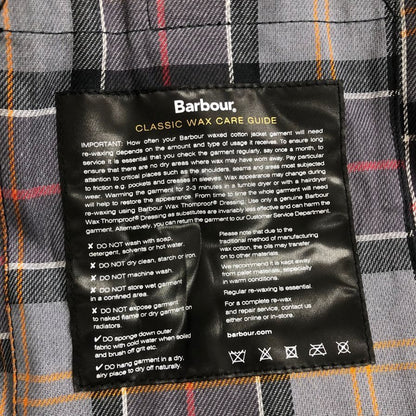 Barbour®
CLASSIC WAX CARE GUIDE
IMPORTANT: How often your Barbour waxed cotton jacket garment will need
re-waxing depends on the amount and type of usage it receives. To ensure long
service it is essential that you check the garment regularly, say once a month, to
ensure that there are no dry areas where wax may have worn away. Pay particular
attention to critical places such as the shoulders, seams and areas most subjected
to friction e.g. pockets and creases in sleeves. Wax appearance may change during
wear. Warming the garment for 2-3 minutes in a tumble dryer or with a hairdryer
will help to restore the appearance. From time to time the whole garment will need
re-waxing using Barbour Wax Thornproof® Dressing. Use only a genuine Barbour
Wax Thornproof® Dressing as substitutes are invariably less effective and can harm the
garment. Alternatively, you can return the garment to our Customer Service Department.
✗ DO NOT wash with soap,
detergent, solvents or hot water.
✗ DO NOT dry clean, starch or iron
✗ DO NOT machine wash.
✗ DO NOT store wet garment
in a confined area.
✗ DO NOT expose garment
to naked flame or dry garment on
radiators.
✓ DO sponge down outer
fabric with cold water when soiled
and brush off grit etc.
✓ DO hang garment in a dry,
airy place to dry off naturally.
Please note that due to the
traditional method of manufacturing
wax cotton, the oils may transfer
on to other materials.
We recommend it is kept away
from paler materials, especially
in warm conditions.
Regular re-waxing is essential.
For a complete re-wax
and repair service, contact us
either online or in-store.
barbour.com